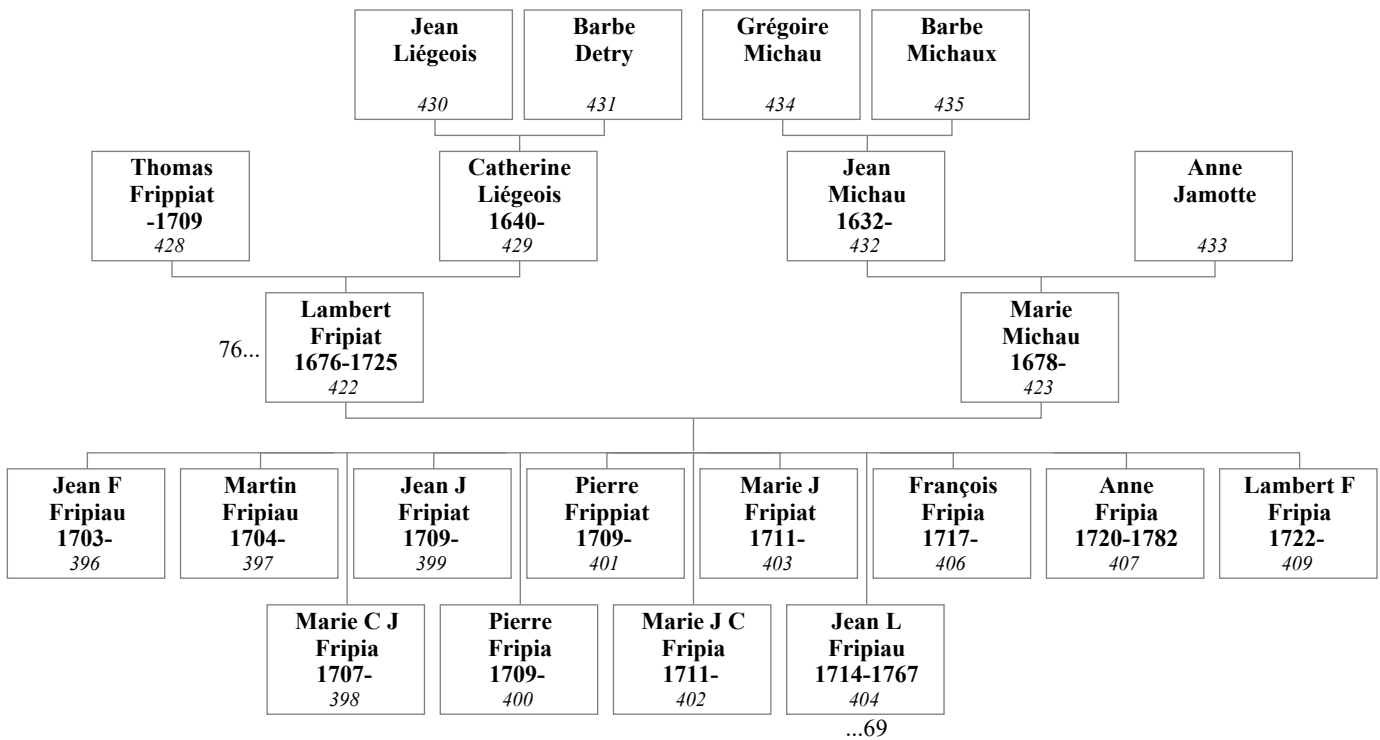 Jean
Liégeois
430
Barbe
Detry
431
Grégoire
Michau
434
Barbe
Michaux
435
Thomas
Frippiat
-1709
428
Catherine
Liégeois
1640-
429
Jean
Michau
1632-
432
Anne
Jamotte
433
76...
Lambert
Fripiat
1676-1725
422
Marie
Michau
1678-
423
Jean F
Fripiau
1703-
396
Martin
Fripiau
1704-
397
Jean J
Fripiat
1709-
399
Pierre
Frippiat
1709-
401
Marie J
Fripiat
1711-
403
François
Fripia
1717-
406
Anne
Fripia
1720-1782
407
Lambert F
Fripia
1722-
409
Marie C J
Fripia
1707-
398
Pierre
Fripia
1709-
400
Marie J C
Fripia
1711-
402
Jean L
Fripiau
1714-1767
404
...69